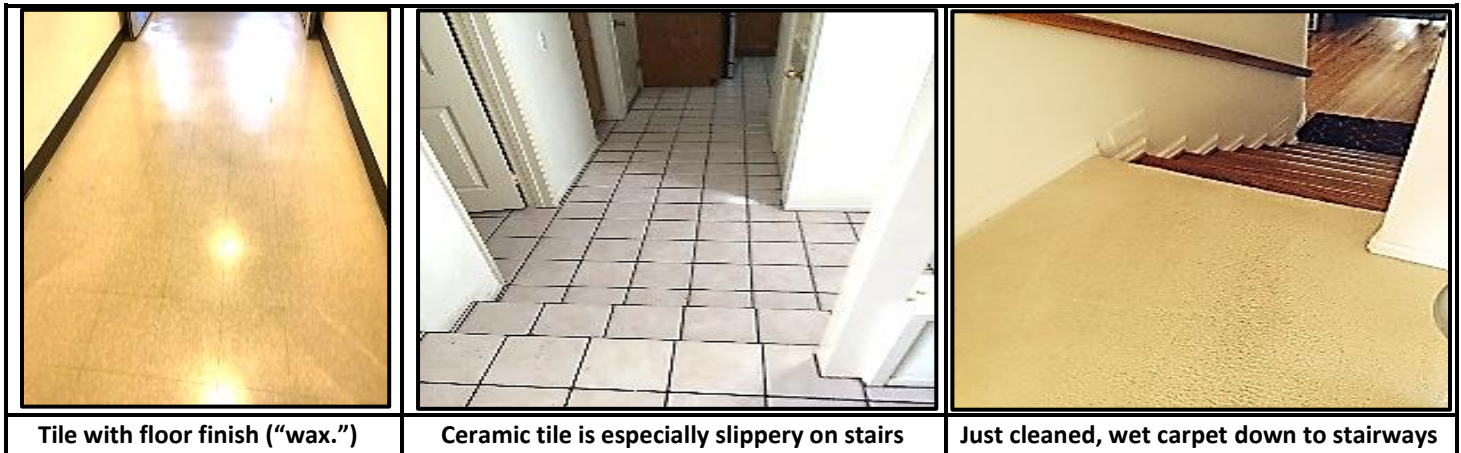 Tile with floor finish (“wax.”)
Ceramic tile is especially slippery on stairs
Just cleaned, wet carpet down to stairways